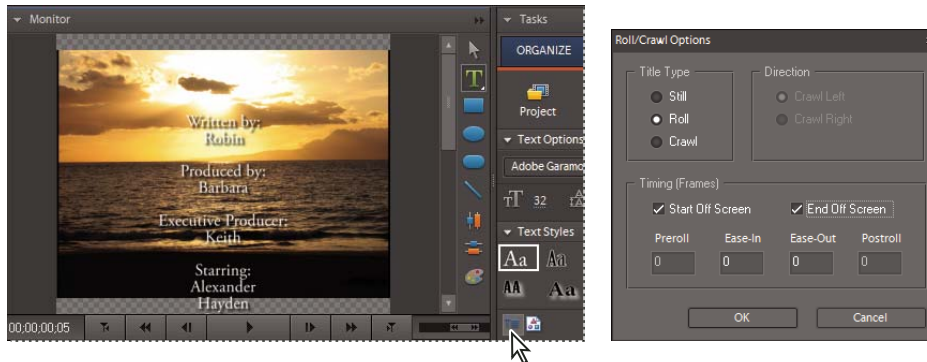 Monitor
Written by:
Robin
Produced by:
Barbara
Executive Producer:
Keith
Starring:
Alexander
Hayden
00;00;00;05
Tasks
ORGANIZE
Project
Text Options
Adobe Garamo
TT 32
Text Styles
Aa Aa
AA Aa
Roll/Crawl Options
Title Type
Still
Roll
Crawl
Direction
Crawl Left
Crawl Right
Timing (Frames)
Start Off Screen End Off Screen
Preroll Ease-In Ease-Out Postroll
0 0 0 0
OK Cancel